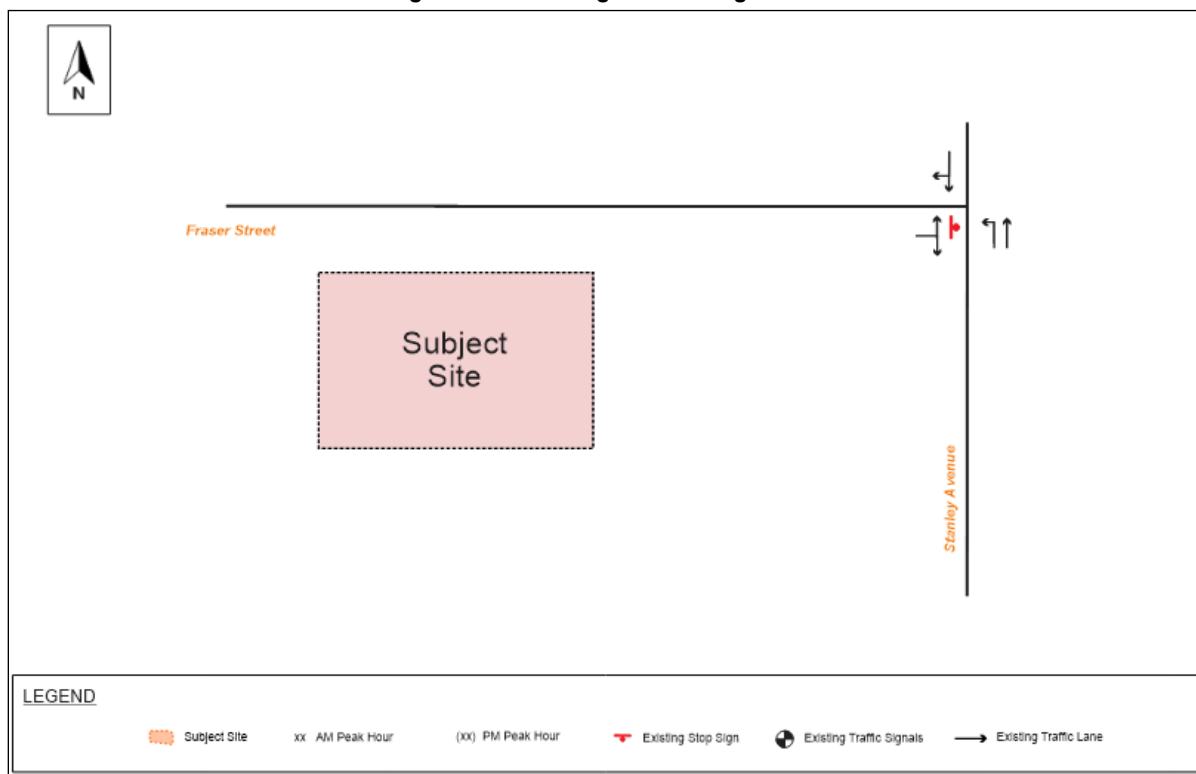 N
Fraser Street
Subject
Site
Stanley Avenue
LEGEND
Subject Site
xx AM Peak Hour
(xx) PM Peak Hour
Existing Stop Sign
Existing Traffic Signals
Existing Traffic Lane